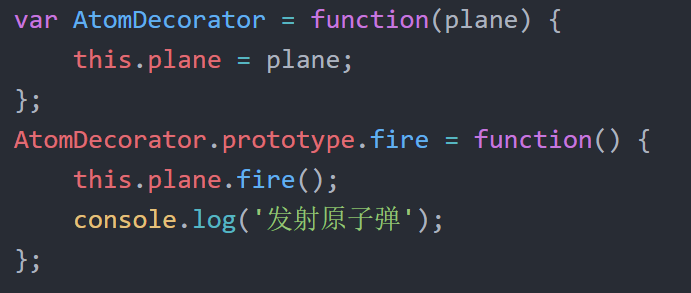 var AtomDecorator = function(plane) {
    this.plane = plane;
};
AtomDecorator.prototype.fire = function() {
    this.plane.fire();
    console.log('发射原子弹');
};